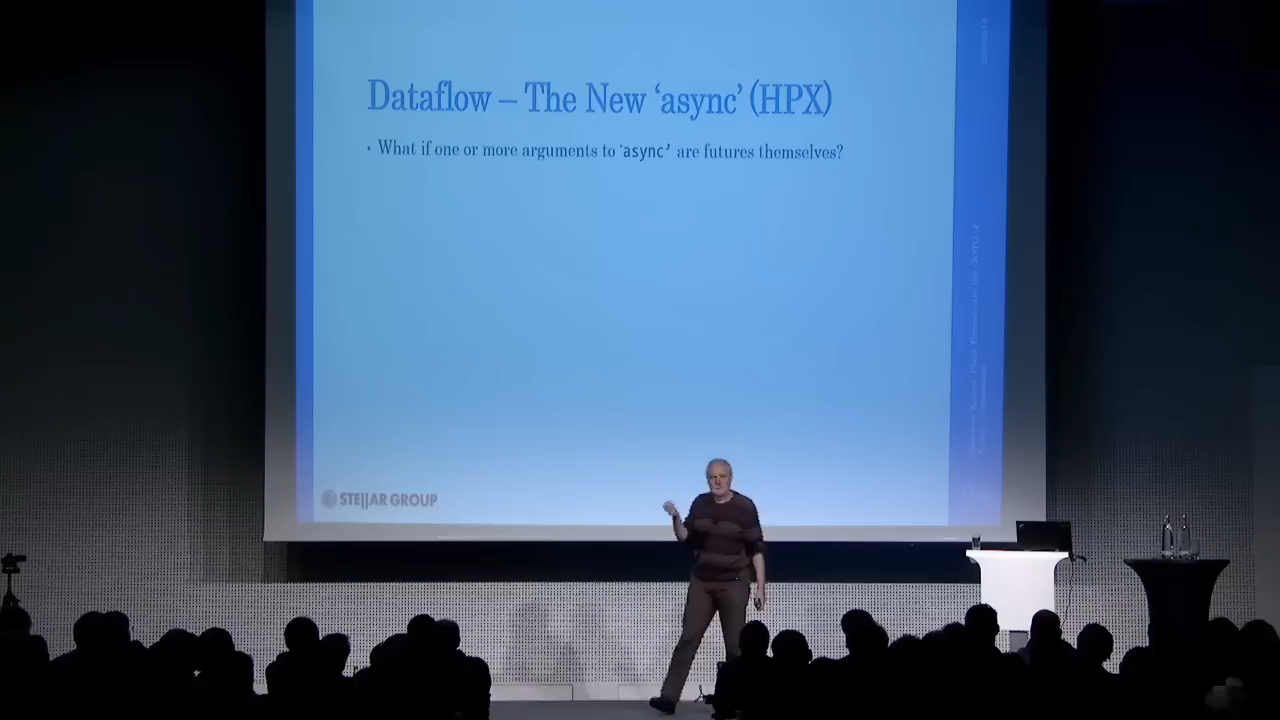 Dataflow – The New ‘async’ (HPX)
• What if one or more arguments to ‘async’ are futures themselves?
STE||AR GROUP